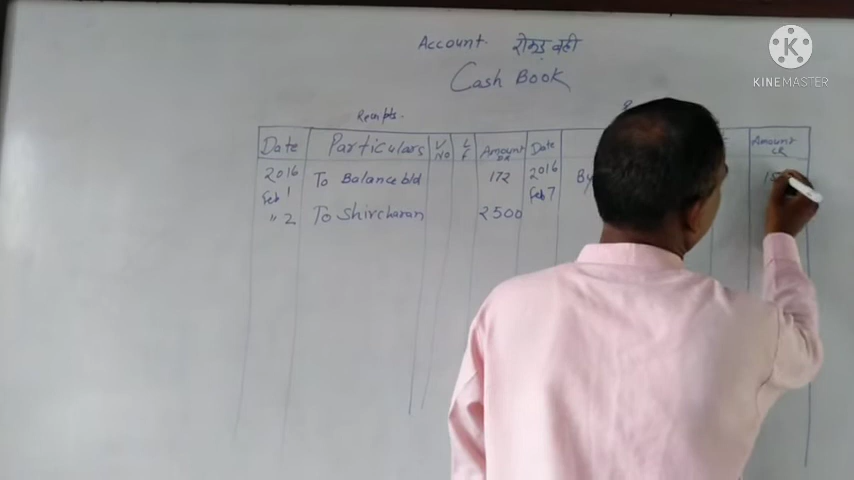 Account रोकड़ बही
Cash Book
KINEMASTER
Receipts.
Date Particulars V NO L F Amount DR Date Amount CR
2016 Feb 1 To Balance b/d 172 2016 Feb 7 By
" 2 To Shivcharan 2500